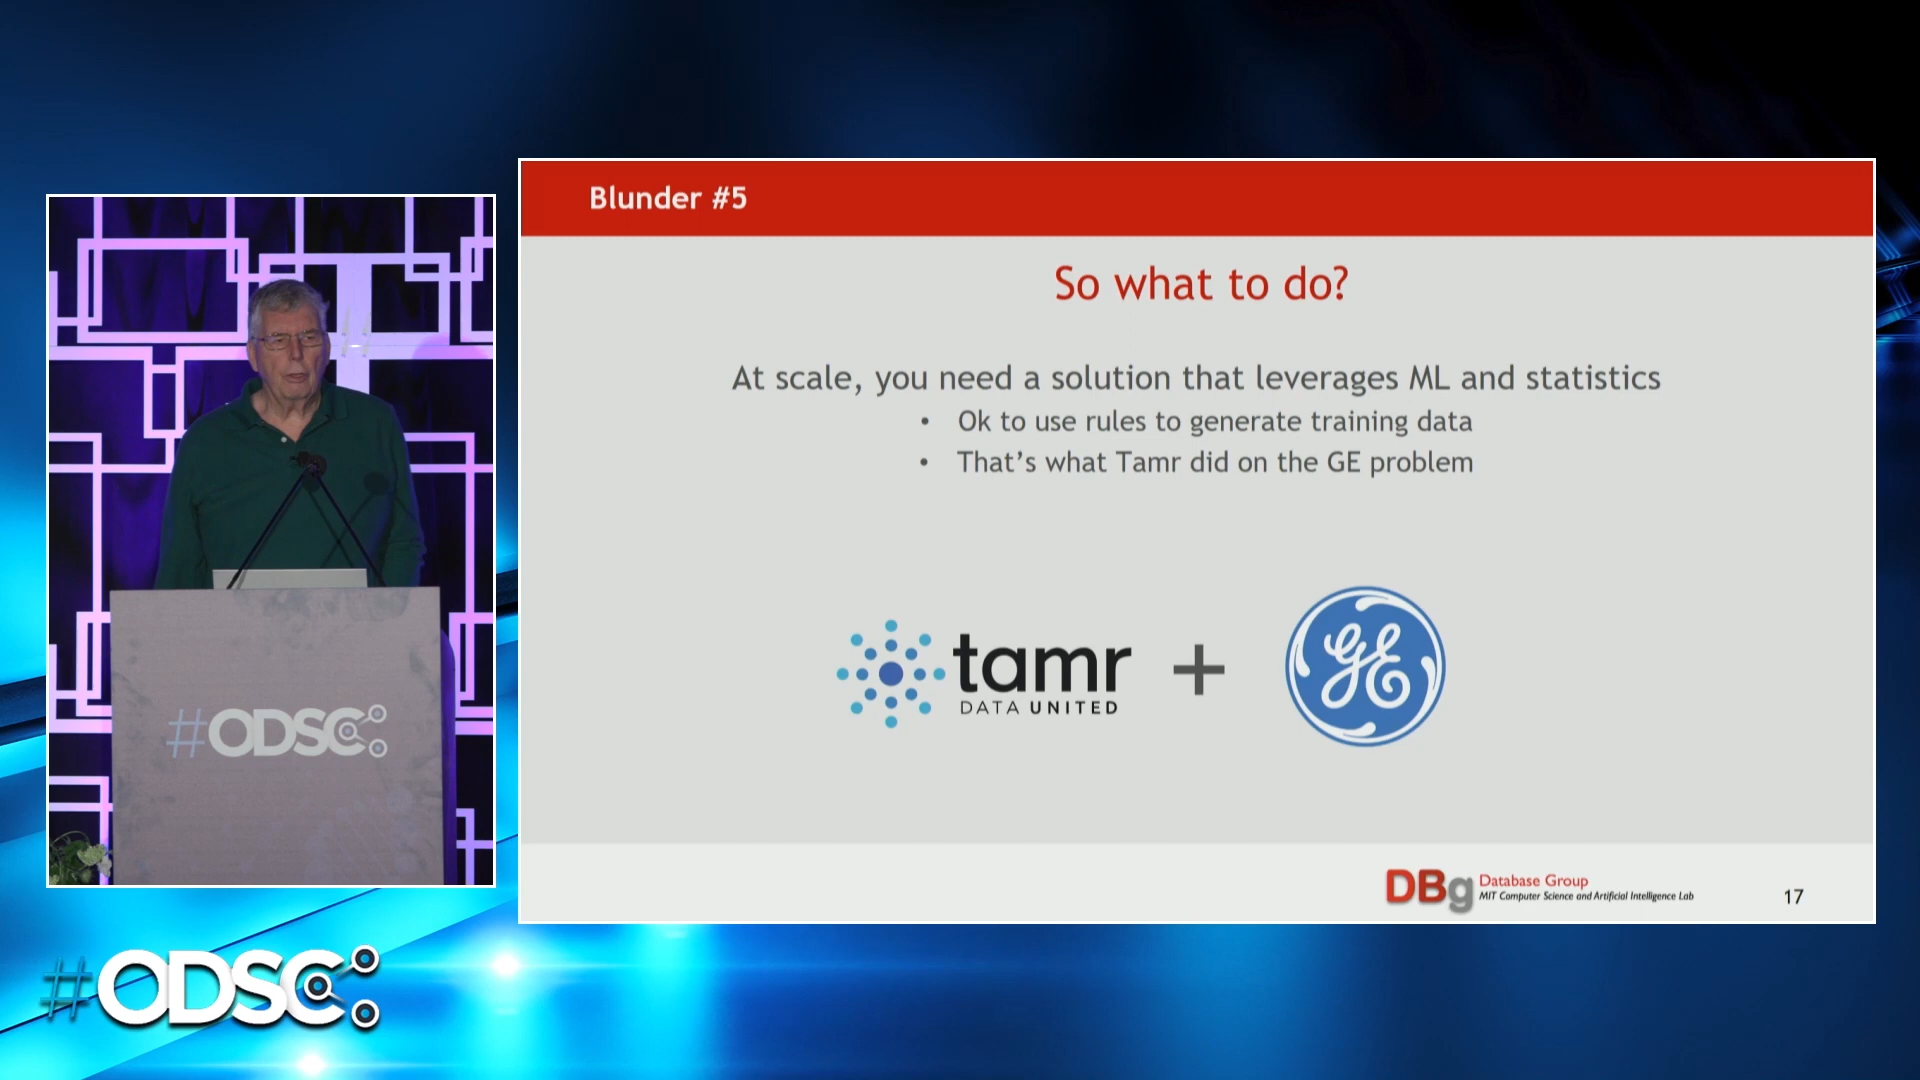 Blunder #5
So what to do?
At scale, you need a solution that leverages ML and statistics
• Ok to use rules to generate training data
• That's what Tamr did on the GE problem
tamr
DATA UNITED
+
GE
DBg Database Group
MIT Computer Science and Artificial Intelligence Lab
17
#ODSC
#ODSC